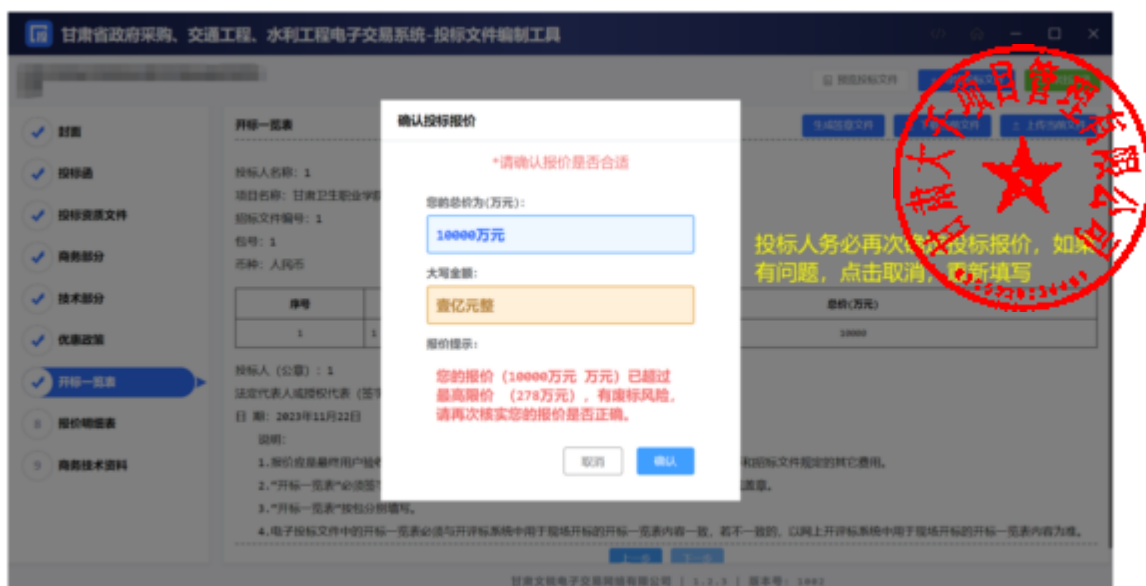 甘肃省政府采购、交通工程、水利工程电子交易系统-投标文件编制工具
预览投标文件
封面
投标函
投标资质文件
商务部分
技术部分
优惠政策
开标一览表
8 报价明细表
9 商务技术资料
开标一览表
生成签章文件
投标人名称：1
项目名称：甘肃卫生职业学院
招标文件编号：1
包号：1
币种：人民币
序号
总价(万元)
1
1
10000
投标人（公章）：1
法定代表人或授权代表（签字
日 期：2023年11月22日
说明：
1.报价应是最终用户验收
和招标文件规定的其它费用。
2.“开标一览表”必须签
盖章。
3.“开标一览表”按包分别填写。
4.电子投标文件中的开标一览表必须与开评标系统中用于现场开标的开标一览表内容一致，若不一致的，以网上开评标系统中用于现场开标的开标一览表内容为准。
上一步
下一步
确认投标报价
*请确认报价是否合适
您的总价为(万元)：
10000万元
大写金额：
壹亿元整
报价提示：
您的报价（10000万元 万元）已超过
最高限价 （278万元），有废标风险，
请再次核实您的报价是否正确。
取消
确认
投标人务必再次确认投标报价，如果
有问题，点击取消，重新填写
甘肃文锐电子交易网络有限公司 | 1.2.3 | 版本号：1002